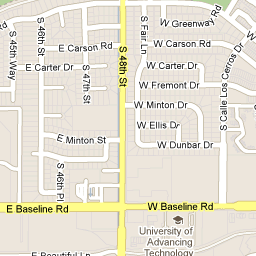 W Greenway Rd
S 45th Way
S 46th St
E Carson Rd
S Fair Ln
W Carson Rd
E Carter Dr
S 47th St
S 48th St
W Carter Dr
W Fremont Dr
S Calle Los Cerros Dr
W Minton Dr
W Ellis Dr
E Minton St
W Dunbar Dr
S 46th Pl
E Baseline Rd
W Baseline Rd
University of
Advancing
Technology